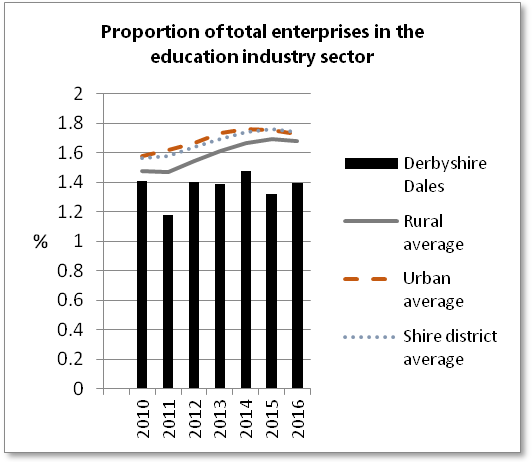 Proportion of total enterprises in the
education industry sector
2
1.8
1.6
1.4
1.2
1
0.8
0.6
0.4
0.2
0
%
2010
2011
2012
2013
2014
2015
2016
Derbyshire
Dales
Rural
average
Urban
average
Shire district
average